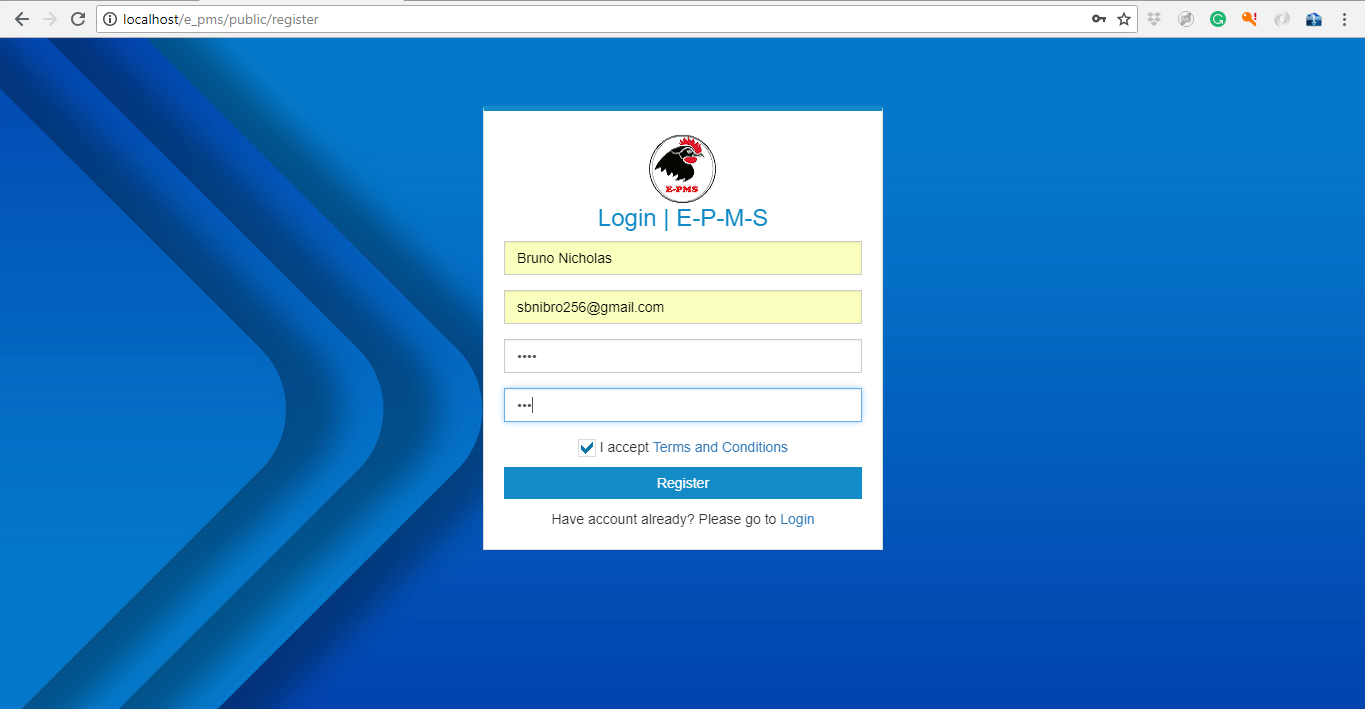 localhost/e_pms/public/register
E-PMS
Login | E-P-M-S
Bruno Nicholas
sbnibro256@gmail.com
••••
•••
I accept Terms and Conditions
Register
Have account already? Please go to Login